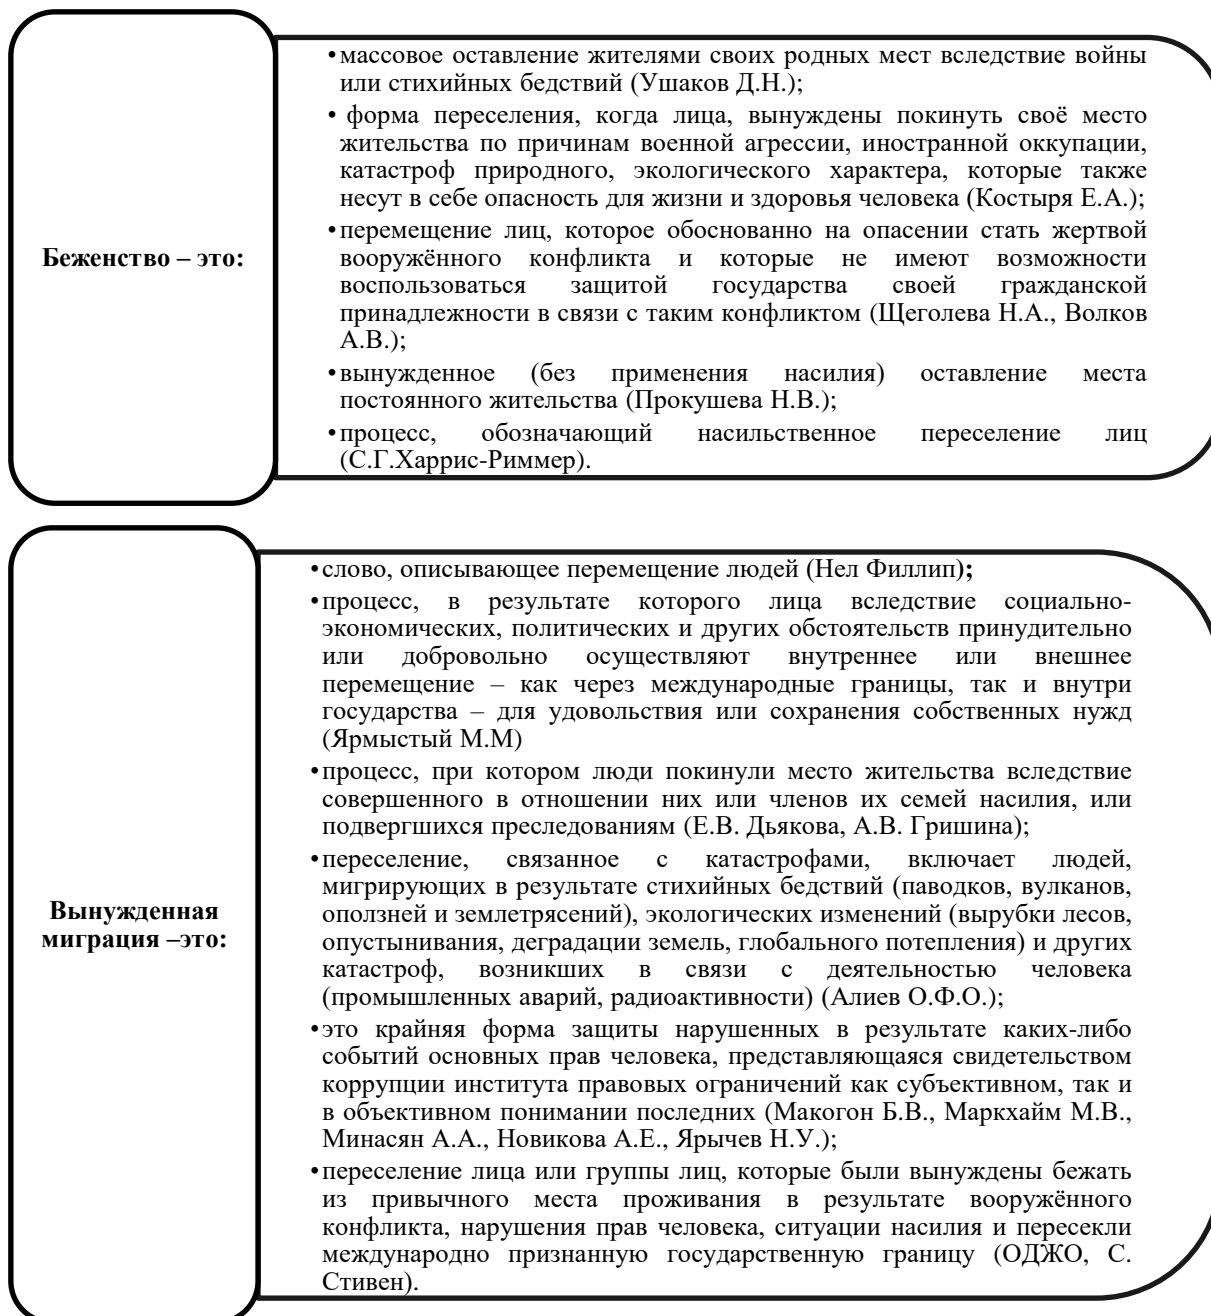 Беженство – это:
•массовое оставление жителями своих родных мест вследствие войны
или стихийных бедствий (Ушаков Д.Н.);
• форма переселения, когда лица, вынуждены покинуть своё место
жительства по причинам военной агрессии, иностранной оккупации,
катастроф природного, экологического характера, которые также
несут в себе опасность для жизни и здоровья человека (Костыря Е.А.);
•перемещение лиц, которое обоснованно на опасении стать жертвой
вооружённого конфликта и которые не имеют возможности
воспользоваться защитой государства своей гражданской
принадлежности в связи с таким конфликтом (Щеголева Н.А., Волков
А.В.);
•вынужденное (без применения насилия) оставление места
постоянного жительства (Прокушева Н.В.);
•процесс, обозначающий насильственное переселение лиц
(С.Г.Харрис-Риммер).
Вынужденная
миграция –это:
•слово, описывающее перемещение людей (Нел Филлип);
•процесс, в результате которого лица вследствие социально-
экономических, политических и других обстоятельств принудительно
или добровольно осуществляют внутреннее или внешнее
перемещение – как через международные границы, так и внутри
государства – для удовольствия или сохранения собственных нужд
(Ярмыстый М.М)
•процесс, при котором люди покинули место жительства вследствие
совершенного в отношении них или членов их семей насилия, или
подвергшихся преследованиям (Е.В. Дьякова, А.В. Гришина);
•переселение, связанное с катастрофами, включает людей,
мигрирующих в результате стихийных бедствий (паводков, вулканов,
оползней и землетрясений), экологических изменений (вырубки лесов,
опустынивания, деградации земель, глобального потепления) и других
катастроф, возникших в связи с деятельностью человека
(промышленных аварий, радиоактивности) (Алиев О.Ф.О.);
•это крайняя форма защиты нарушенных в результате каких-либо
событий основных прав человека, представляющаяся свидетельством
коррупции института правовых ограничений как субъективном, так и
в объективном понимании последних (Макогон Б.В., Маркхайм М.В.,
Минасян А.А., Новикова А.Е., Ярычев Н.У.);
•переселение лица или группы лиц, которые были вынуждены бежать
из привычного места проживания в результате вооружённого
конфликта, нарушения прав человека, ситуации насилия и пересекли
международно признанную государственную границу (ОДЖО, С.
Стивен).